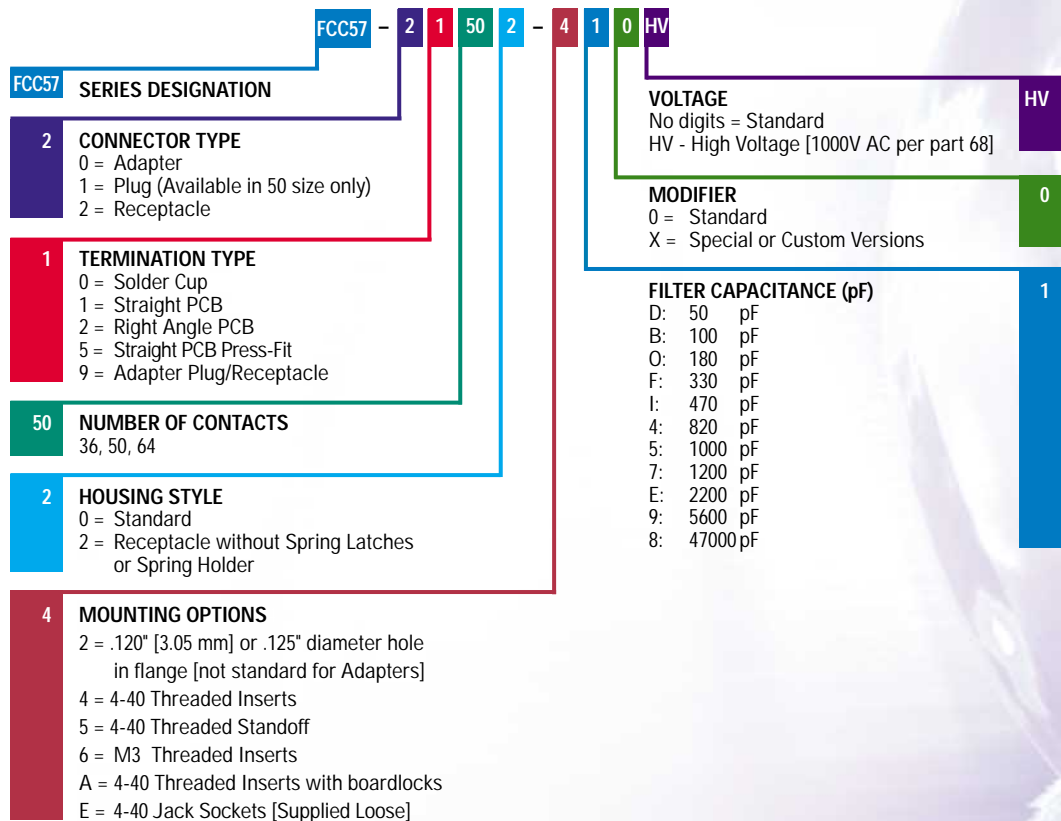 FCC57 – 2 1 50 2 - 4 1 0 HV
FCC57 SERIES DESIGNATION
2 CONNECTOR TYPE
0 = Adapter
1 = Plug (Available in 50 size only)
2 = Receptacle
1 TERMINATION TYPE
0 = Solder Cup
1 = Straight PCB
2 = Right Angle PCB
5 = Straight PCB Press-Fit
9 = Adapter Plug/Receptacle
50 NUMBER OF CONTACTS
36, 50, 64
2 HOUSING STYLE
0 = Standard
2 = Receptacle without Spring Latches
or Spring Holder
4 MOUNTING OPTIONS
2 = .120" [3.05 mm] or .125" diameter hole
in flange [not standard for Adapters]
4 = 4-40 Threaded Inserts
5 = 4-40 Threaded Standoff
6 = M3 Threaded Inserts
A = 4-40 Threaded Inserts with boardlocks
E = 4-40 Jack Sockets [Supplied Loose]
VOLTAGE HV
No digits = Standard
HV - High Voltage [1000V AC per part 68]
MODIFIER 0
0 = Standard
X = Special or Custom Versions
FILTER CAPACITANCE (pF) 1
D: 50 pF
B: 100 pF
O: 180 pF
F: 330 pF
I: 470 pF
4: 820 pF
5: 1000 pF
7: 1200 pF
E: 2200 pF
9: 5600 pF
8: 47000 pF